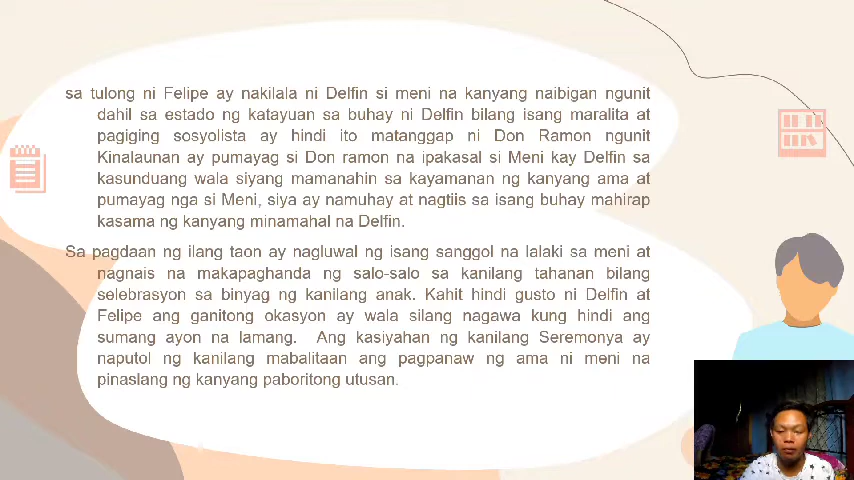 sa tulong ni Felipe ay nakilala ni Delfin si meni na kanyang naibigan ngunit
dahil sa estado ng katayuan sa buhay ni Delfin bilang isang maralita at
pagiging sosyolista ay hindi ito matanggap ni Don Ramon ngunit
Kinalaunan ay pumayag si Don ramon na ipakasal si Meni kay Delfin sa
kasunduang wala siyang mamanahin sa kayamanan ng kanyang ama at
pumayag nga si Meni, siya ay namuhay at nagtiis sa isang buhay mahirap
kasama ng kanyang minamahal na Delfin.
Sa pagdaan ng ilang taon ay nagluwal ng isang sanggol na lalaki sa meni at
nagnais na makapaghanda ng salo-salo sa kanilang tahanan bilang
selebrasyon sa binyag ng kanilang anak. Kahit hindi gusto ni Delfin at
Felipe ang ganitong okasyon ay wala silang nagawa kung hindi ang
sumang ayon na lamang. Ang kasiyahan ng kanilang Seremonya ay
naputol ng kanilang mabalitaan ang pagpanaw ng ama ni meni na
pinaslang ng kanyang paboritong utusan.